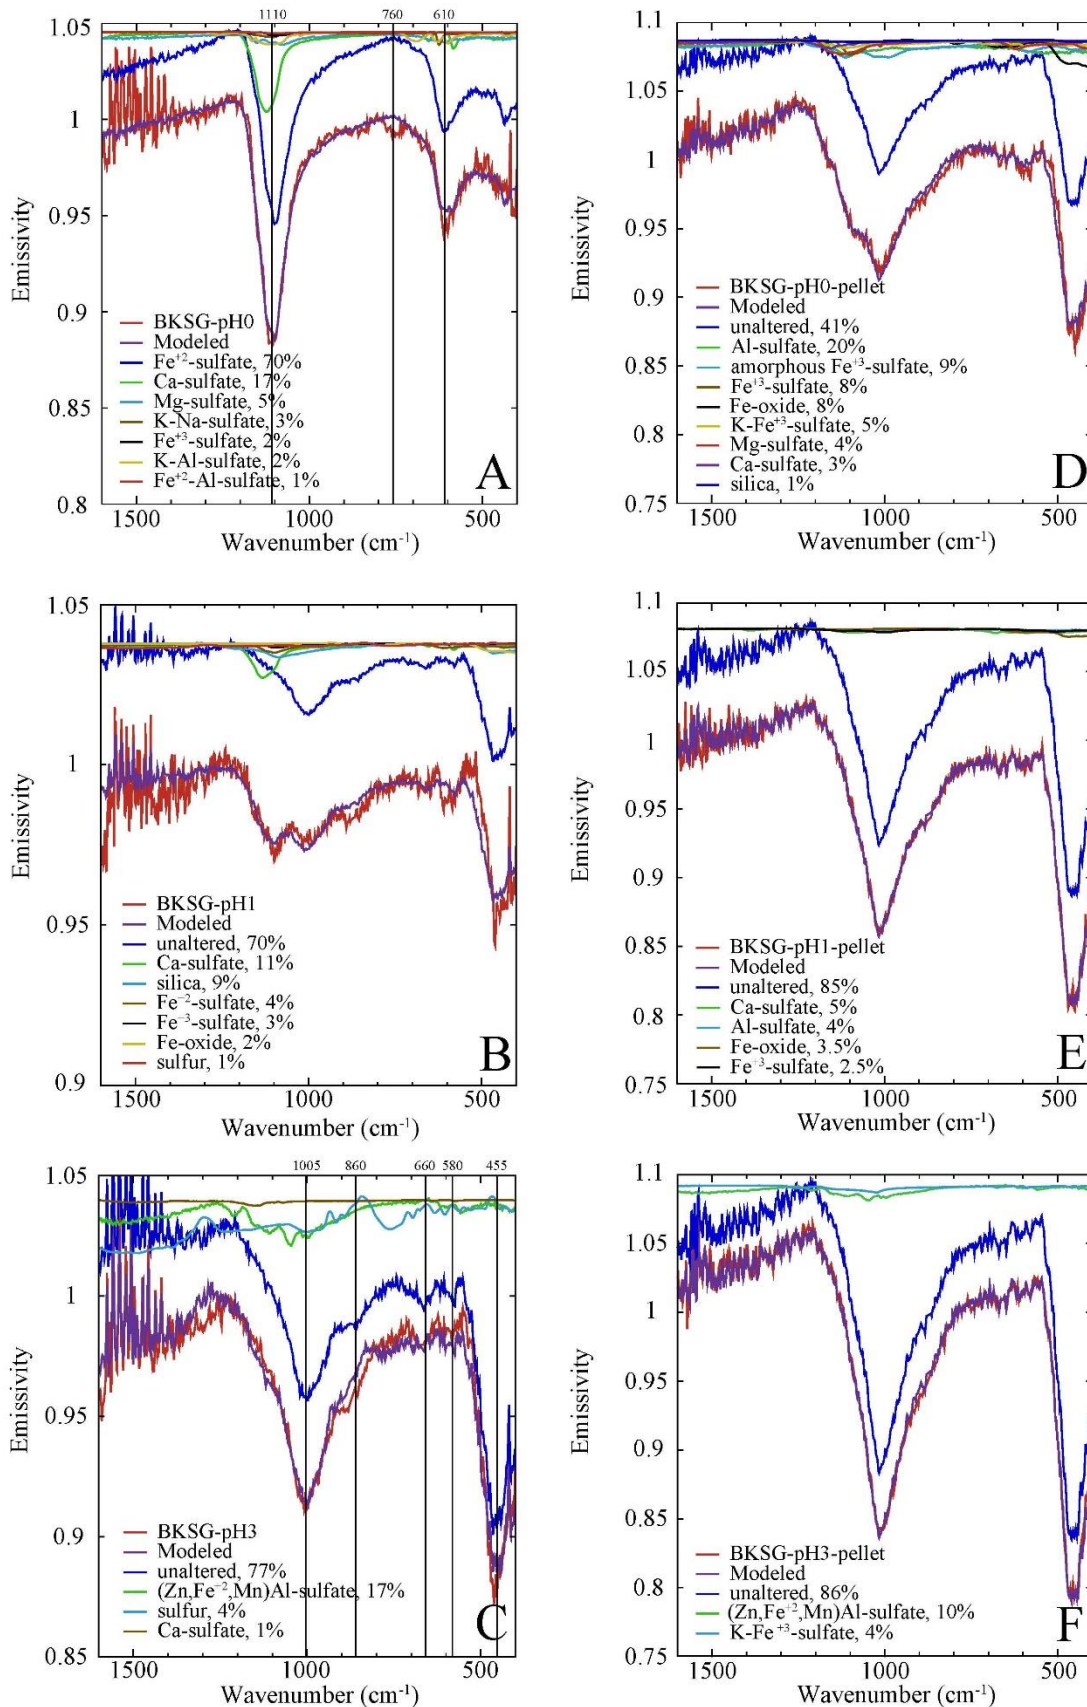 1110 760 610
1.05
1
0.95
0.9
0.85
0.8
Emissivity
BKSG-pH0
Modeled
Fe⁺²-sulfate, 70%
Ca-sulfate, 17%
Mg-sulfate, 5%
K-Na-sulfate, 3%
Fe⁺³-sulfate, 2%
K-Al-sulfate, 2%
Fe⁺²-Al-sulfate, 1%
A
1500 1000 500
Wavenumber (cm⁻¹)
1.1
1.05
1
0.95
0.9
0.85
0.8
0.75
Emissivity
BKSG-pH0-pellet
Modeled
unaltered, 41%
Al-sulfate, 20%
amorphous Fe⁺³-sulfate, 9%
Fe⁺³-sulfate, 8%
Fe-oxide, 8%
K-Fe⁺³-sulfate, 5%
Mg-sulfate, 4%
Ca-sulfate, 3%
silica, 1%
D
1500 1000 500
Wavenumber (cm⁻¹)
1.05
1
0.95
0.9
Emissivity
BKSG-pH1
Modeled
unaltered, 70%
Ca-sulfate, 11%
silica, 9%
Fe⁻²-sulfate, 4%
Fe⁻³-sulfate, 3%
Fe-oxide, 2%
sulfur, 1%
B
1500 1000 500
Wavenumber (cm⁻¹)
1.1
1.05
1
0.95
0.9
0.85
0.8
0.75
Emissivity
BKSG-pH1-pellet
Modeled
unaltered, 85%
Ca-sulfate, 5%
Al-sulfate, 4%
Fe-oxide, 3.5%
Fe⁺³-sulfate, 2.5%
E
1500 1000 500
Wavenumber (cm⁻¹)
1005 860 660 580 455
1.05
1
0.95
0.9
0.85
Emissivity
BKSG-pH3
Modeled
unaltered, 77%
(Zn,Fe⁻²,Mn)Al-sulfate, 17%
sulfur, 4%
Ca-sulfate, 1%
C
1500 1000 500
Wavenumber (cm⁻¹)
1.1
1.05
1
0.95
0.9
0.85
0.8
0.75
Emissivity
BKSG-pH3-pellet
Modeled
unaltered, 86%
(Zn,Fe⁺²,Mn)Al-sulfate, 10%
K-Fe⁺³-sulfate, 4%
F
1500 1000 500
Wavenumber (cm⁻¹)